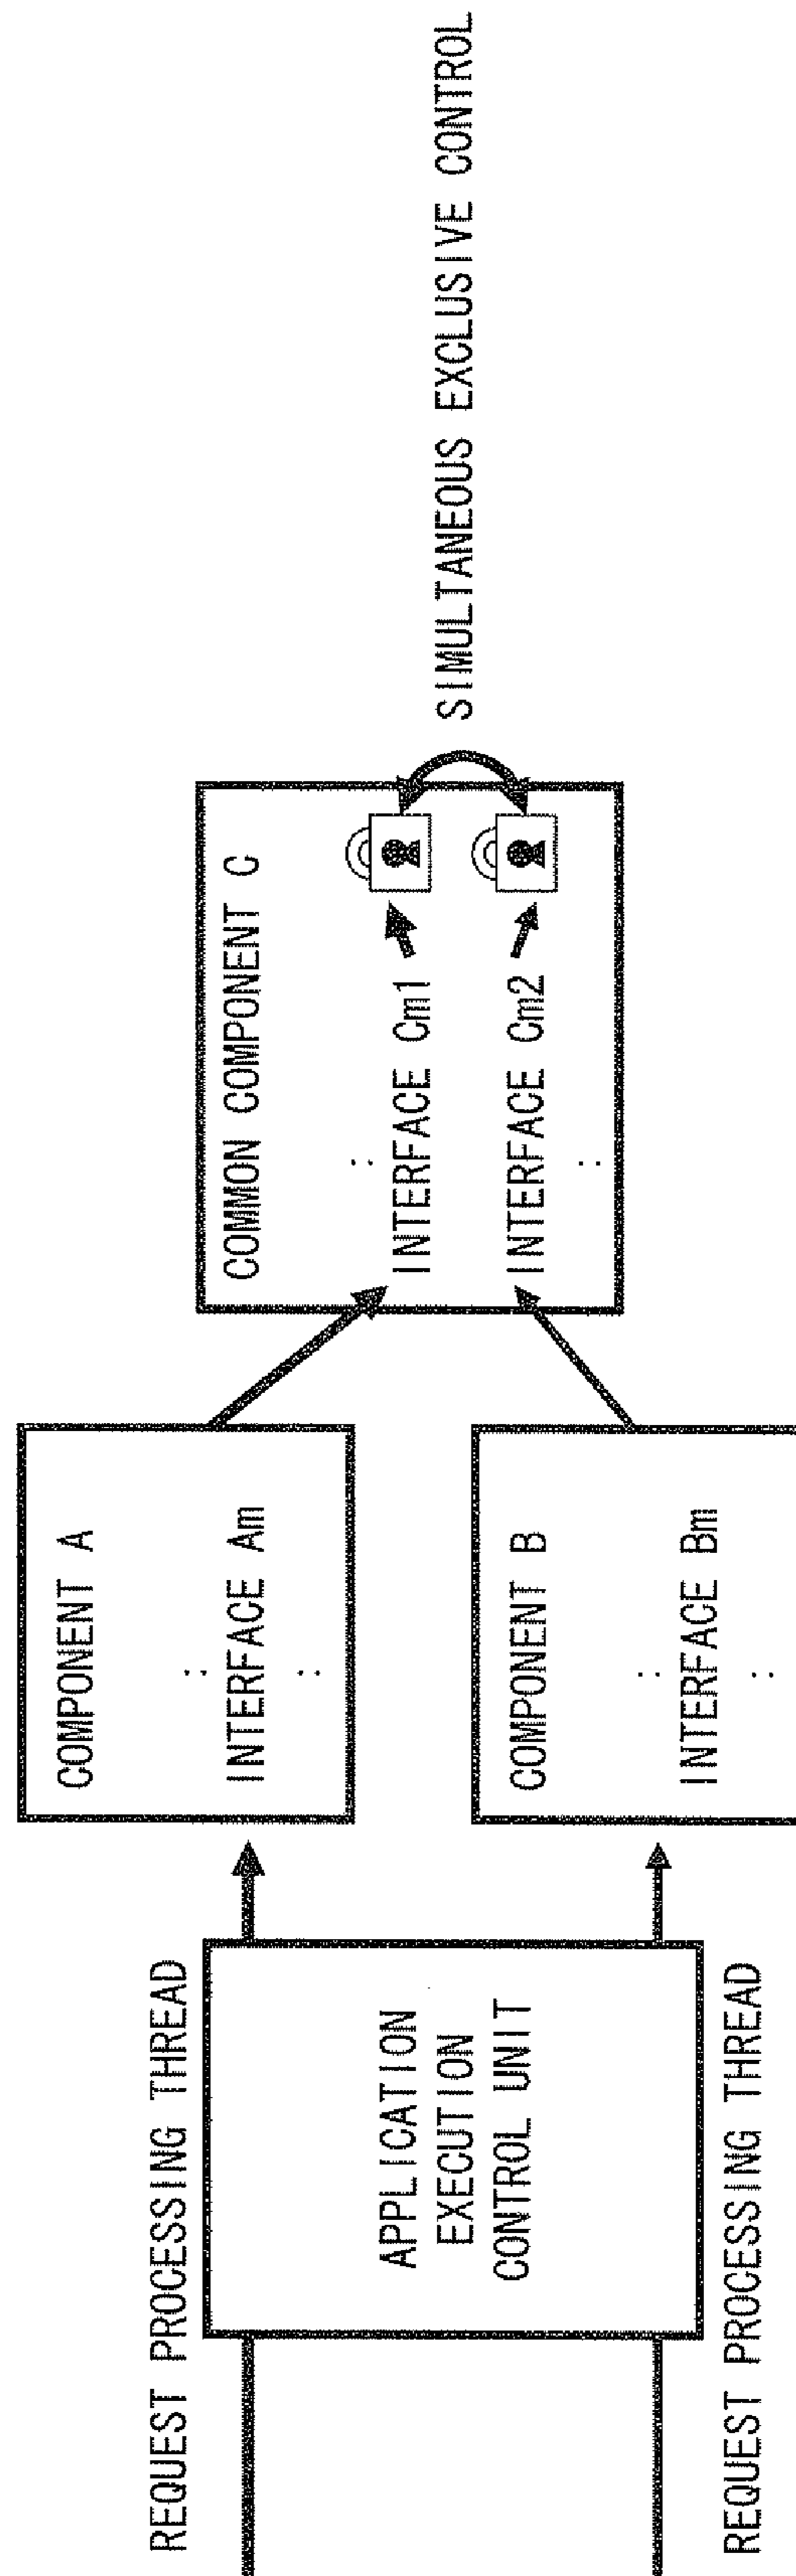 REQUEST PROCESSING THREAD
APPLICATION
EXECUTION
CONTROL UNIT
REQUEST PROCESSING THREAD
COMPONENT A
:
INTERFACE Am
:
COMPONENT B
:
INTERFACE Bm
:
COMMON COMPONENT C
:
INTERFACE Cm1
INTERFACE Cm2
:
SIMULTANEOUS EXCLUSIVE CONTROL